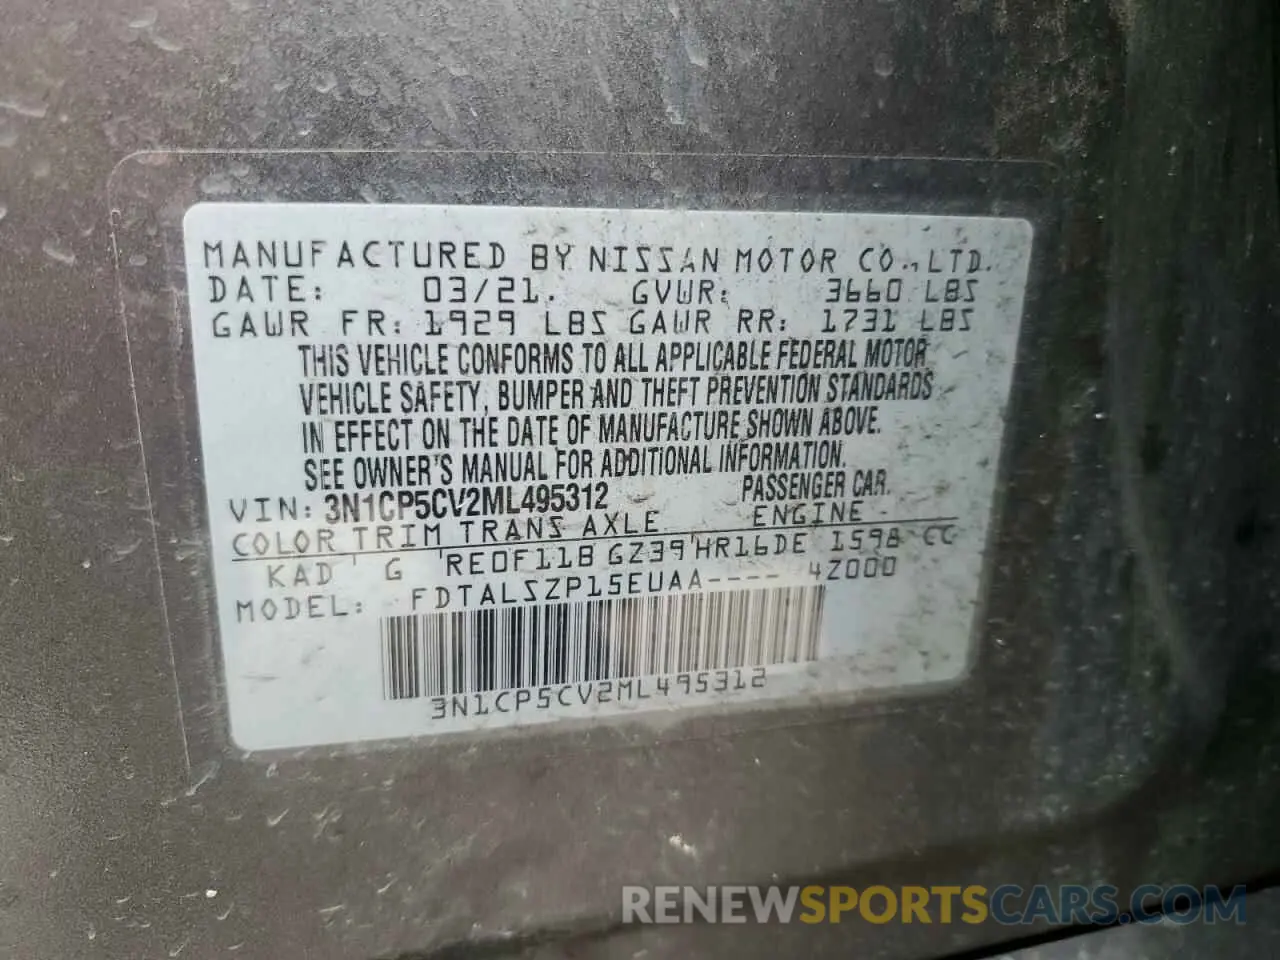 MANUFACTURED BY NISSAN MOTOR CO., LTD.
DATE: 03/21. GVWR: 3660 LBS
GAWR FR: 1929 LBS GAWR RR: 1731 LBS
THIS VEHICLE CONFORMS TO ALL APPLICABLE FEDERAL MOTOR
VEHICLE SAFETY, BUMPER AND THEFT PREVENTION STANDARDS
IN EFFECT ON THE DATE OF MANUFACTURE SHOWN ABOVE.
SEE OWNER'S MANUAL FOR ADDITIONAL INFORMATION.
VIN: 3N1CP5CV2ML495312 PASSENGER CAR.
COLOR TRIM TRANS AXLE ENGINE
KAD G RE0F11B GZ39 HR16DE 1598 CC
MODEL: FDTALSZP15EUAA---- 4Z000
3N1CP5CV2ML495312
RENEWSPORTSCARS.COM